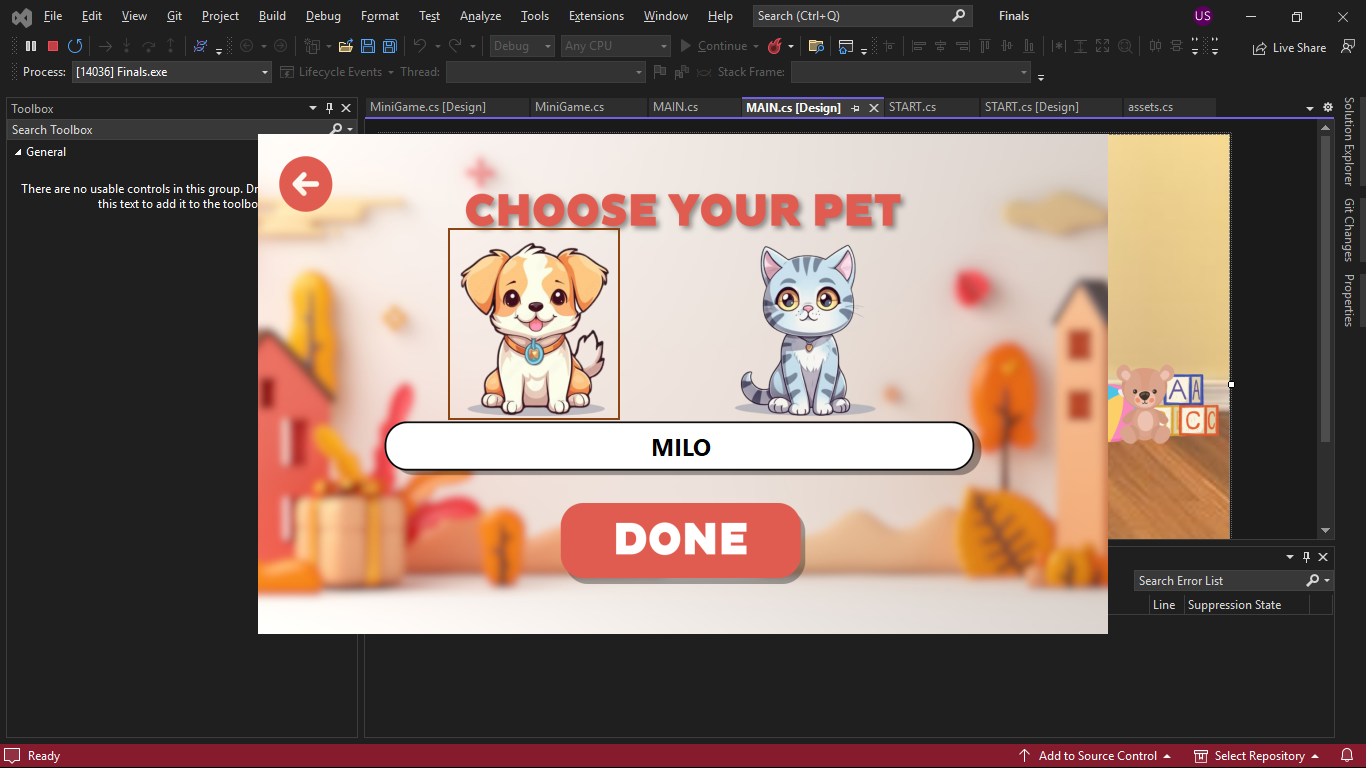 File Edit View Git Project Build Debug Format Test Analyze Tools Extensions Window Help Search (Ctrl+Q) Finals US
Debug Any CPU Continue Live Share
Process: [14036] Finals.exe Lifecycle Events Thread: Stack Frame:
Toolbox
MiniGame.cs [Design] MiniGame.cs MAIN.cs MAIN.cs [Design] START.cs START.cs [Design] assets.cs
Search Toolbox
General
There are no usable controls in this group. Dr
this text to add it to the toolbo
CHOOSE YOUR PET
MILO
DONE
A A
C C
Solution Explorer
Git Changes
Properties
Search Error List
Line Suppression State
Ready Add to Source Control Select Repository